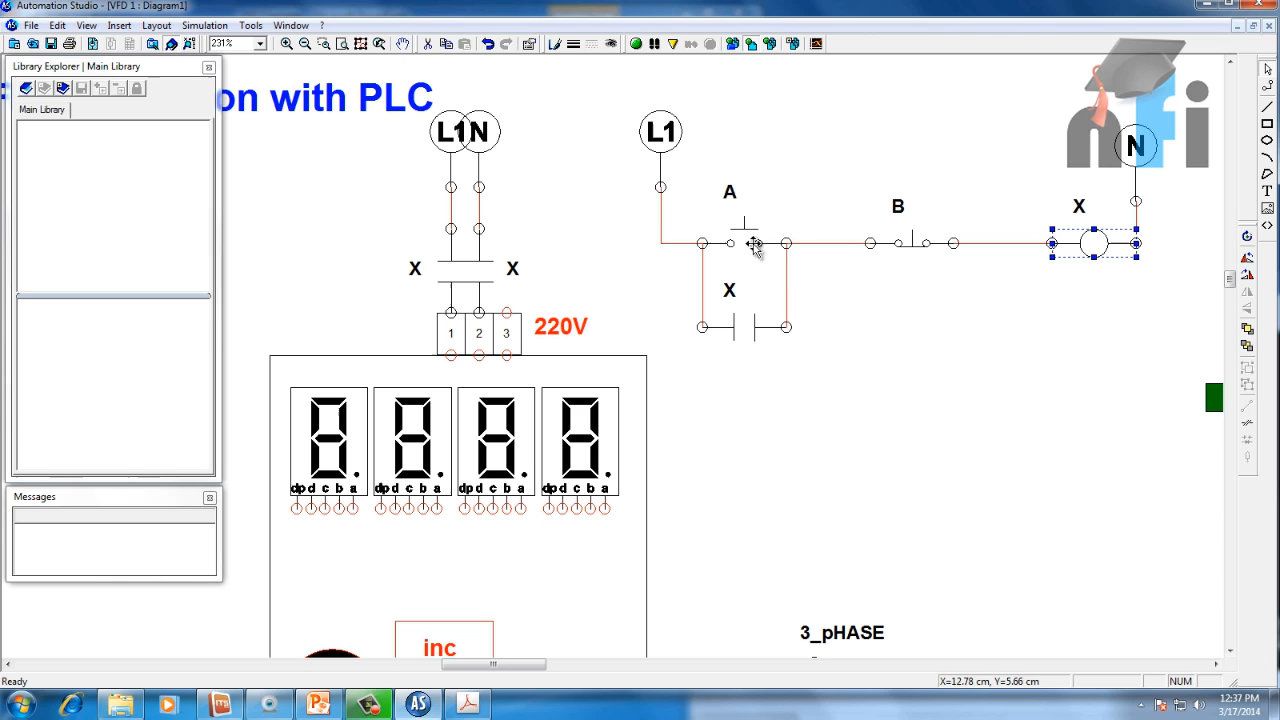 Automation Studio - [VFD 1 : Diagram1]
File Edit View Insert Layout Simulation Tools Window ?
231%
Library Explorer | Main Library
Main Library
on with PLC
L1 N
L1
N
A
B
X
X X
X
1 2 3
220V
dp d c b a dp d c b a dp d c b a dp d c b a
Messages
inc
3_pHASE
nfi
Ready
X=12.78 cm, Y=5.66 cm
NUM
12:37 PM
3/17/2014